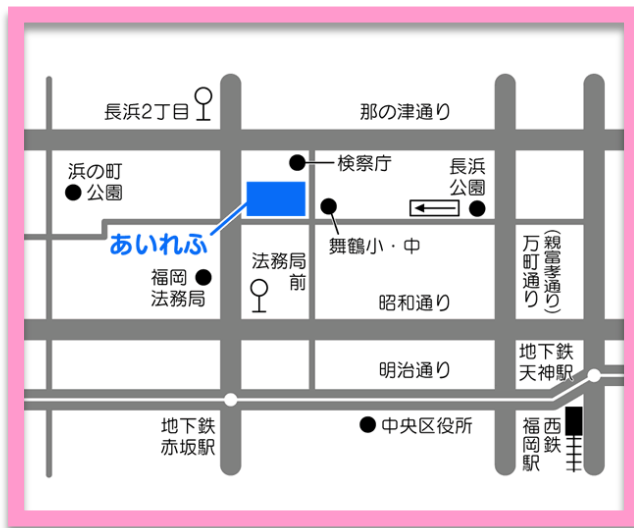 長浜2丁目
那の津通り
検察庁
浜の町
公園
長浜
公園
あいれふ
舞鶴小・中
法務局
前
福岡
法務局
(親富孝通り)
万町通り
昭和通り
明治通り
地下鉄
天神駅
地下鉄
赤坂駅
中央区役所
西鉄
福岡駅